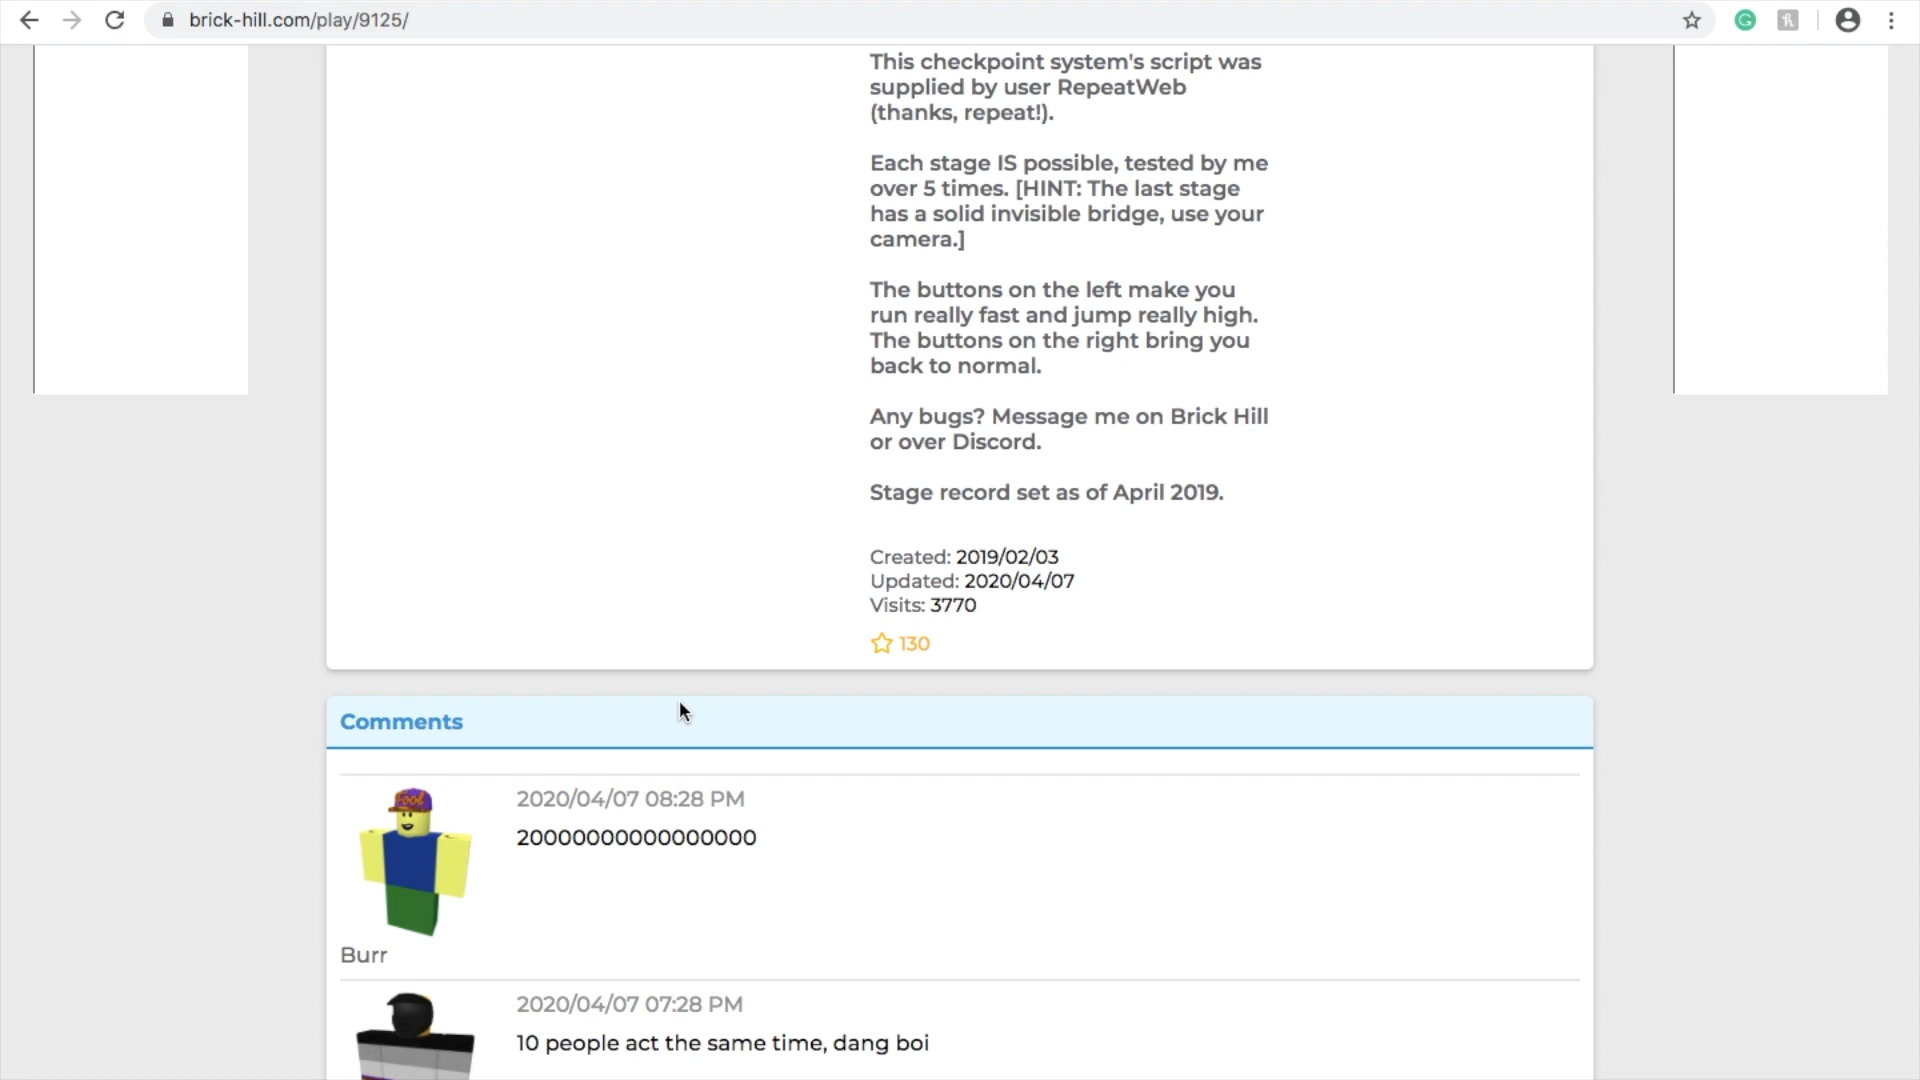 brick-hill.com/play/9125/
This checkpoint system's script was
supplied by user RepeatWeb
(thanks, repeat!).
Each stage IS possible, tested by me
over 5 times. [HINT: The last stage
has a solid invisible bridge, use your
camera.]
The buttons on the left make you
run really fast and jump really high.
The buttons on the right bring you
back to normal.
Any bugs? Message me on Brick Hill
or over Discord.
Stage record set as of April 2019.
Created: 2019/02/03
Updated: 2020/04/07
Visits: 3770
130
Comments
2020/04/07 08:28 PM
20000000000000000
Burr
2020/04/07 07:28 PM
10 people act the same time, dang boi